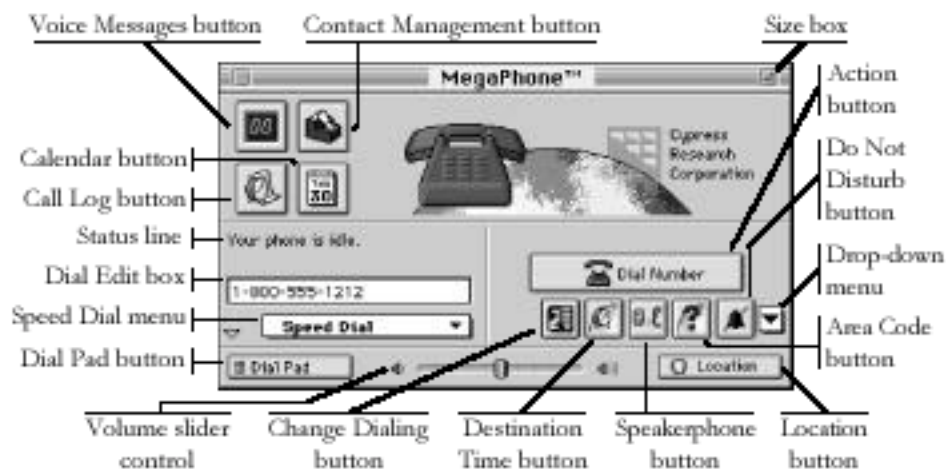 Voice Messages button
Contact Management button
Size box
MegaPhone™
Action
button
00
Cypress
Research
Corporation
Calendar button
Do Not
Disturb
button
Call Log button
30
Status line
Your phone is idle.
Dial Number
Drop-down
menu
Dial Edit box
1-800-555-1212
Speed Dial menu
Speed Dial
Area Code
button
Dial Pad button
Dial Pad
Location
Volume slider
control
Change Dialing
button
Destination
Time button
Speakerphone
button
Location
button